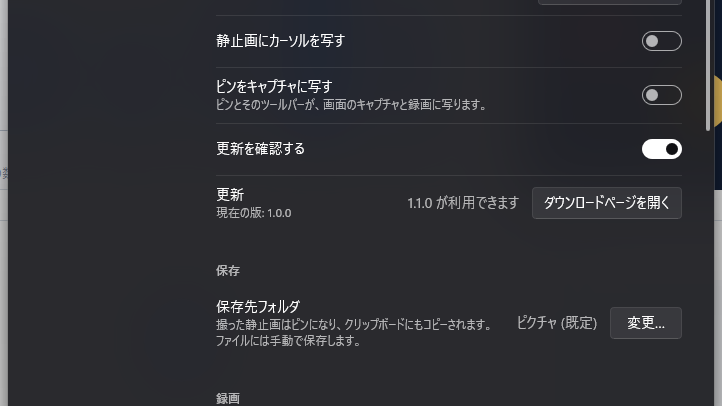 静止画にカーソルを写す
ピンをキャプチャに写す
ピンとそのツールバーが、画面のキャプチャと録画に写ります。
更新を確認する
更新
現在の版: 1.0.0
1.1.0 が利用できます
ダウンロードページを開く
保存
保存先フォルダ
撮った静止画はピンになり、クリップボードにもコピーされます。
ファイルには手動で保存します。
ピクチャ (既定)
変更...
録画